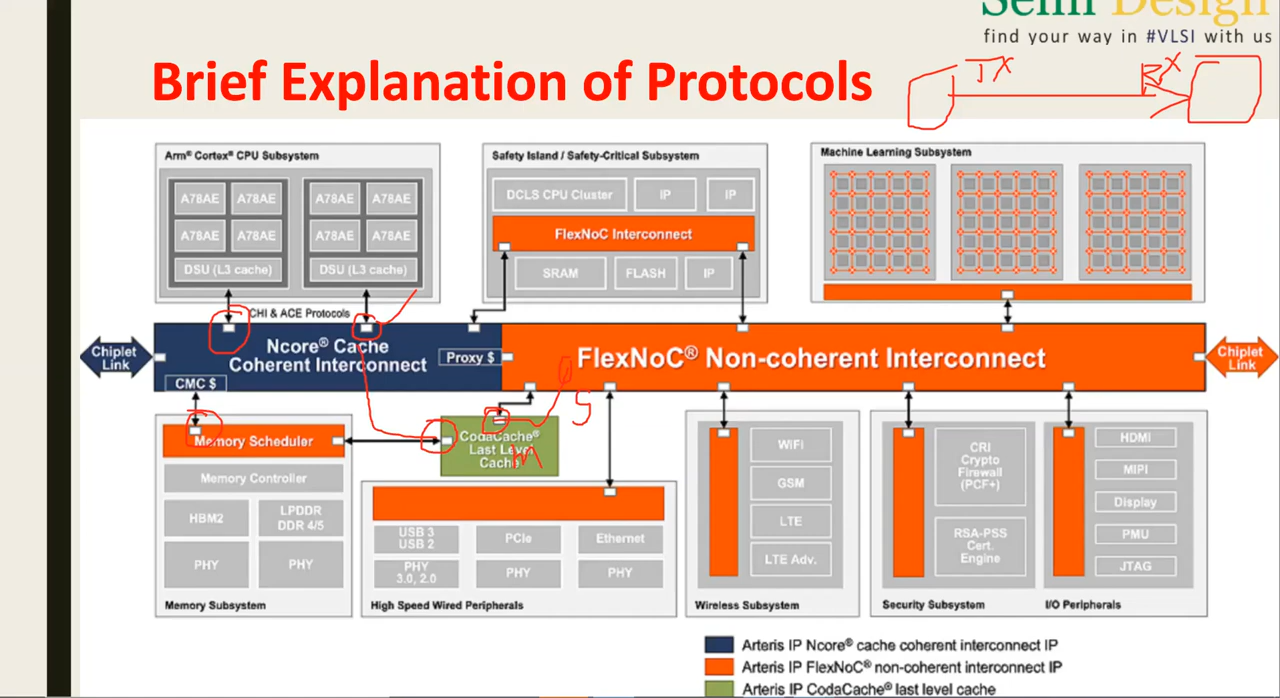 Semi Design
find your way in #VLSI with us
Brief Explanation of Protocols
TX
RX
Arm® Cortex® CPU Subsystem
A78AE A78AE A78AE A78AE
A78AE A78AE A78AE A78AE
DSU (L3 cache) DSU (L3 cache)
Safety Island / Safety-Critical Subsystem
DCLS CPU Cluster IP IP
FlexNoC Interconnect
SRAM FLASH IP
Machine Learning Subsystem
CHI & ACE Protocols
Chiplet
Link
Ncore® Cache
Coherent Interconnect
Proxy $
CMC $
FlexNoC® Non-coherent Interconnect
Chiplet
Link
Memory Scheduler
Memory Controller
HBM2
LPDDR
DDR 4/5
PHY PHY
Memory Subsystem
S
CodaCache®
Last Level
Cache
M
USB 3
USB 2
PCIe
Ethernet
PHY
3.0, 2.0
PHY
PHY
High Speed Wired Peripherals
WiFi
GSM
LTE
LTE Adv.
Wireless Subsystem
CRI
Crypto
Firewall
(PCF+)
RSA-PSS
Cert.
Engine
Security Subsystem
HDMI
MIPI
Display
PMU
JTAG
I/O Peripherals
Arteris IP Ncore® cache coherent interconnect IP
Arteris IP FlexNoC® non-coherent interconnect IP
Arteris IP CodaCache® last level cache